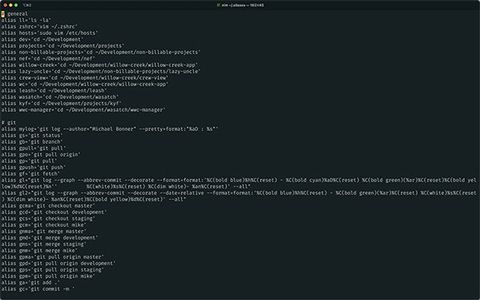 vim ~/.aliases — 192×45
# general
alias ll='ls -la'
alias zshrc='vim ~/.zshrc'
alias hosts='sudo vim /etc/hosts'
alias dev='cd ~/Development'
alias projects='cd ~/Development/projects'
alias non-billable-projects='cd ~/Development/non-billable-projects'
alias nef='cd ~/Development/nef'
alias willow-creek='cd ~/Development/willow-creek/willow-creek-app'
alias lazy-uncle='cd ~/Development/non-billable-projects/lazy-uncle'
alias crew-view='cd ~/Development/willow-creek/crew-view'
alias wc='cd ~/Development/willow-creek/willow-creek-app'
alias leash='cd ~/Development/leash'
alias wasatch='cd ~/Development/wasatch'
alias kyf='cd ~/Development/projects/kyf'
alias wwc-manager='cd ~/Development/wasatch/wwc-manager'
# git
alias mylog='git log --author="Michael Bonner" --pretty=format:"%aD : %s"'
alias gs='git status'
alias gb='git branch'
alias gpull='git pull'
alias gpo='git pull origin'
alias gp='git pull'
alias gpush='git push'
alias gf='git fetch'
alias gl="git log --graph --abbrev-commit --decorate --format=format:'%C(bold blue)%h%C(reset) - %C(bold cyan)%aD%C(reset) %C(bold green)(%ar)%C(reset)%C(bold yel
low)%d%C(reset)%n'' %C(white)%s%C(reset) %C(dim white)- %an%C(reset)' --all"
alias gl2="git log --graph --abbrev-commit --decorate --date=relative --format=format:'%C(bold blue)%h%C(reset) - %C(bold green)(%ar)%C(reset) %C(white)%s%C(reset
) %C(dim white)- %an%C(reset)%C(bold yellow)%d%C(reset)' --all"
alias gcma='git checkout master'
alias gcd='git checkout development'
alias gcs='git checkout staging'
alias gcm='git checkout mike'
alias gmma='git merge master'
alias gmd='git merge development'
alias gms='git merge staging'
alias gmm='git merge mike'
alias gpma='git pull origin master'
alias gpd='git pull origin development'
alias gps='git pull origin staging'
alias gpm='git pull origin mike'
alias ga='git add .'
alias gc='git commit -m '